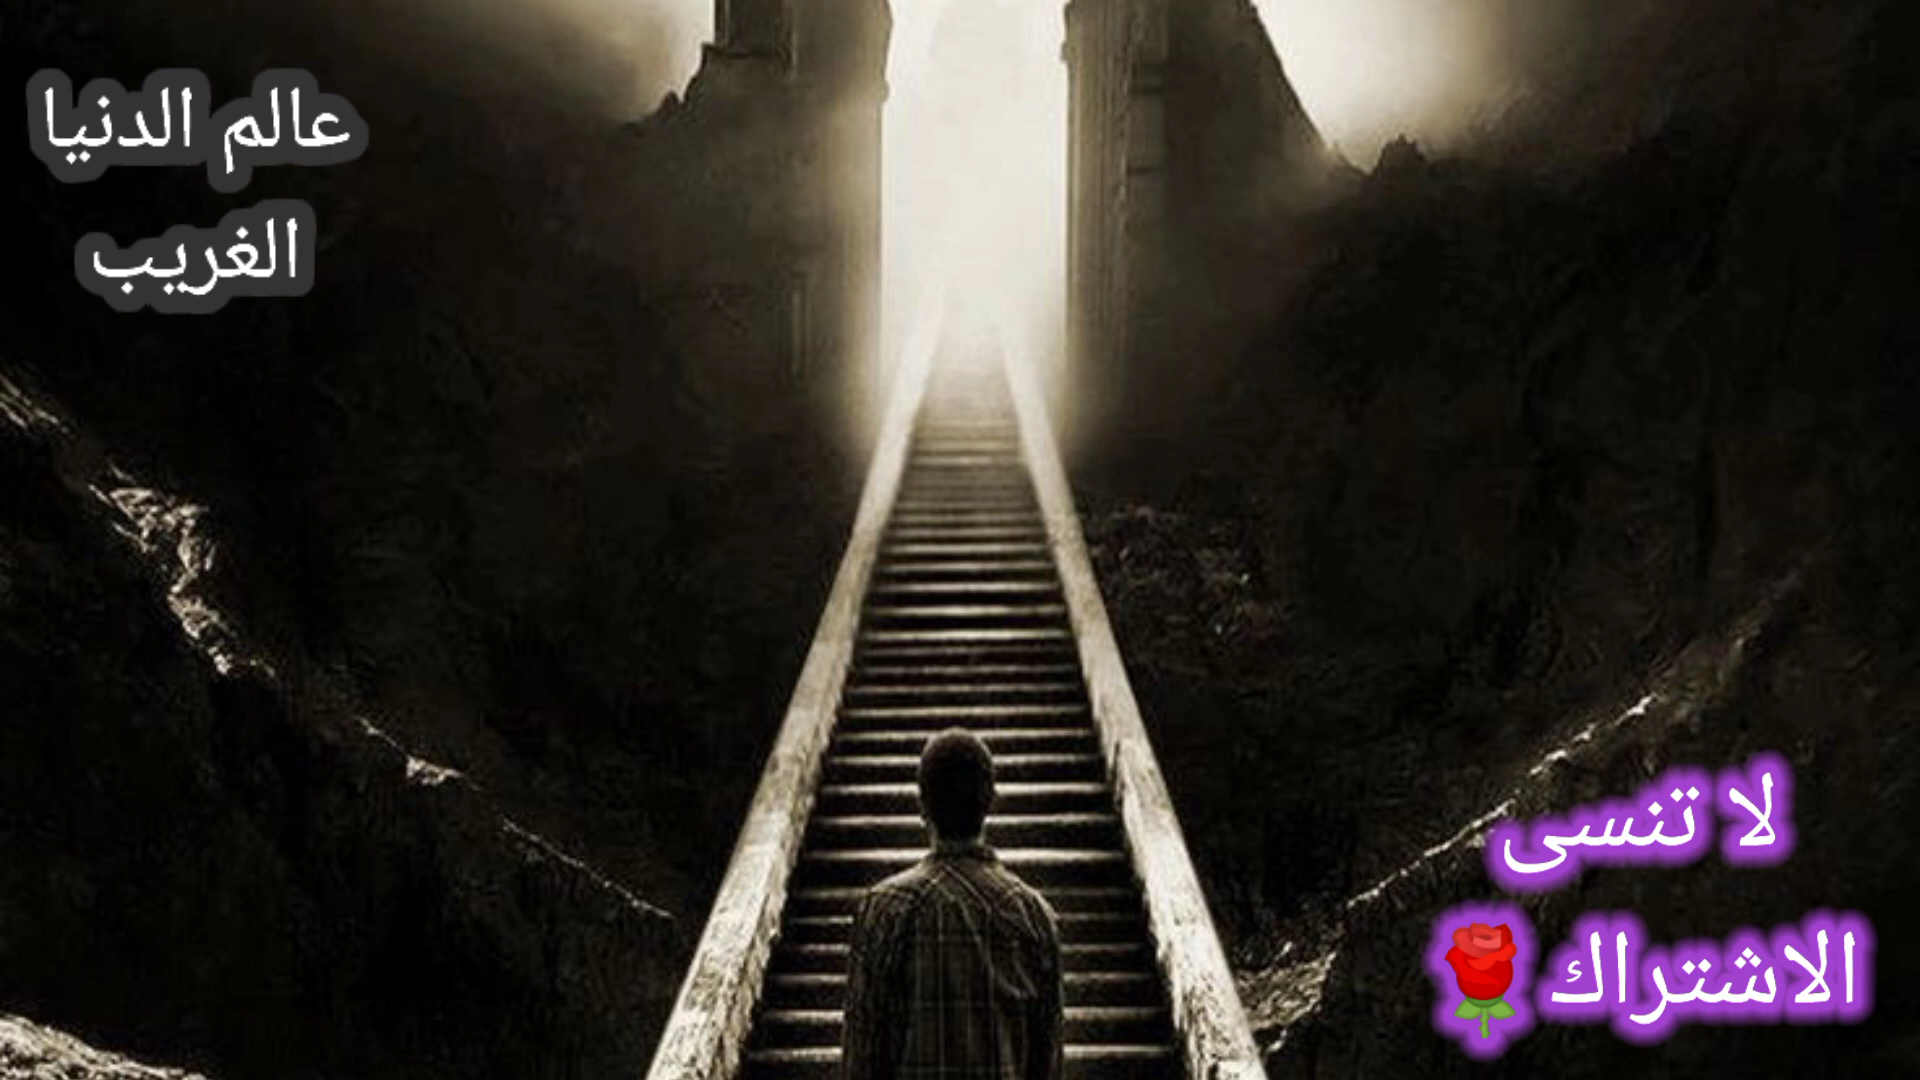 عالم الدنيا
الغريب
لا تنسى
الاشتراك🌹